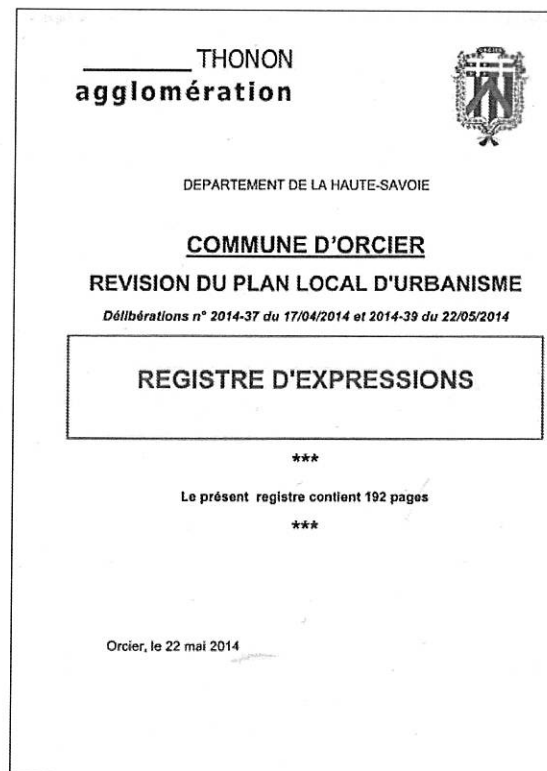 THONON
agglomération
DEPARTEMENT DE LA HAUTE-SAVOIE
COMMUNE D'ORCIER
REVISION DU PLAN LOCAL D'URBANISME
Délibérations n° 2014-37 du 17/04/2014 et 2014-39 du 22/05/2014
REGISTRE D'EXPRESSIONS
***
Le présent registre contient 192 pages
***
Orcier, le 22 mai 2014